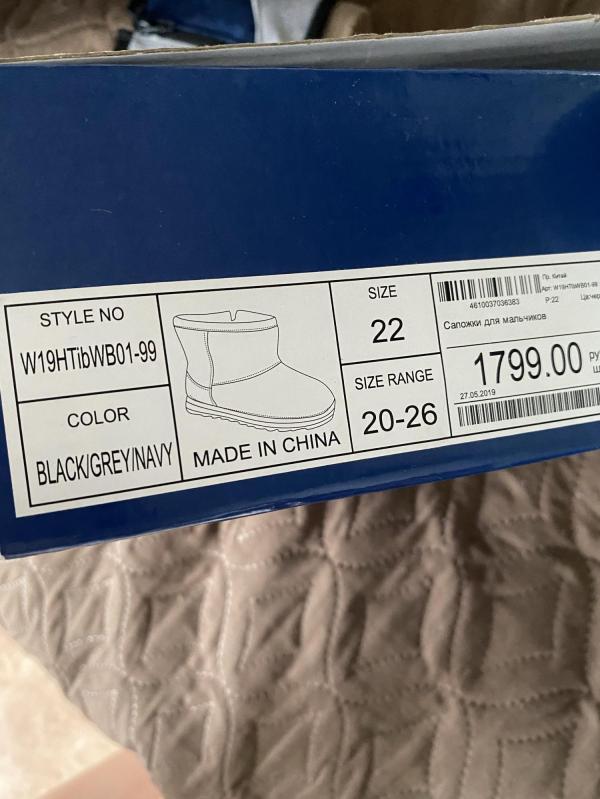 STYLE NO
W19HTibWB01-99
COLOR
BLACK/GREY/NAVY
MADE IN CHINA
SIZE
22
SIZE RANGE
20-26
Пр. Китай
Арт: W19HTibWB01-99
4610037036383
Р:22
Сапожки для мальчиков
1799.00
27.05.2019